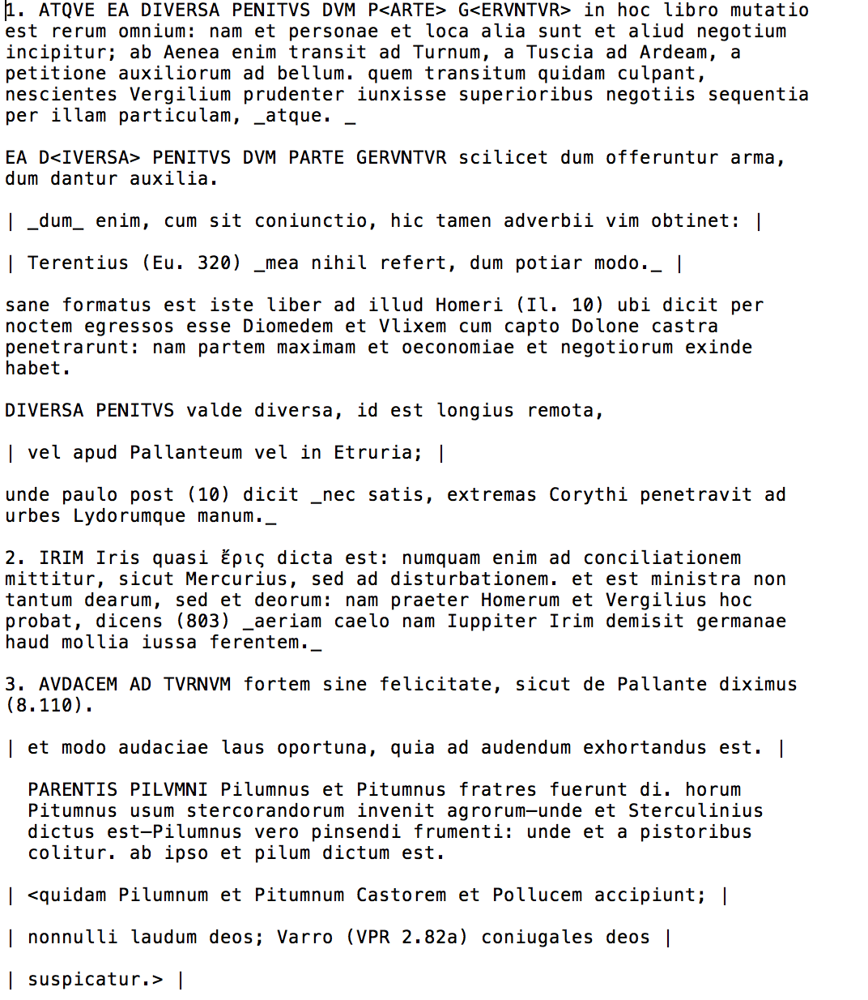 1. ATQVE EA DIVERSA PENITVS DVM P<ARTE> G<ERVNTVR> in hoc libro mutatio
est rerum omnium: nam et personae et loca alia sunt et aliud negotium
incipitur; ab Aenea enim transit ad Turnum, a Tuscia ad Ardeam, a
petitione auxiliorum ad bellum. quem transitum quidam culpant,
nescientes Vergilium prudenter iunxisse superioribus negotiis sequentia
per illam particulam, _atque. _
EA D<IVERSA> PENITVS DVM PARTE GERVNTVR scilicet dum offeruntur arma,
dum dantur auxilia.
| _dum_ enim, cum sit coniunctio, hic tamen adverbii vim obtinet: |
| Terentius (Eu. 320) _mea nihil refert, dum potiar modo._ |
sane formatus est iste liber ad illud Homeri (Il. 10) ubi dicit per
noctem egressos esse Diomedem et Vlixem cum capto Dolone castra
penetrarunt: nam partem maximam et oeconomiae et negotiorum exinde
habet.
DIVERSA PENITVS valde diversa, id est longius remota,
| vel apud Pallanteum vel in Etruria; |
unde paulo post (10) dicit _nec satis, extremas Corythi penetravit ad
urbes Lydorumque manum._
2. IRIM Iris quasi ἔρις dicta est: numquam enim ad conciliationem
mittitur, sicut Mercurius, sed ad disturbationem. et est ministra non
tantum dearum, sed et deorum: nam praeter Homerum et Vergilius hoc
probat, dicens (803) _aeriam caelo nam Iuppiter Irim demisit germanae
haud mollia iussa ferentem._
3. AVDACEM AD TVRNVM fortem sine felicitate, sicut de Pallante diximus
(8.110).
| et modo audaciae laus oportuna, quia ad audendum exhortandus est. |
PARENTIS PILVMNI Pilumnus et Pitumnus fratres fuerunt di. horum
Pitumnus usum stercorandorum invenit agrorum—unde et Sterculinius
dictus est—Pilumnus vero pinsendi frumenti: unde et a pistoribus
colitur. ab ipso et pilum dictum est.
| <quidam Pilumnum et Pitumnum Castorem et Pollucem accipiunt; |
| nonnulli laudum deos; Varro (VPR 2.82a) coniugales deos |
| suspicatur.> |